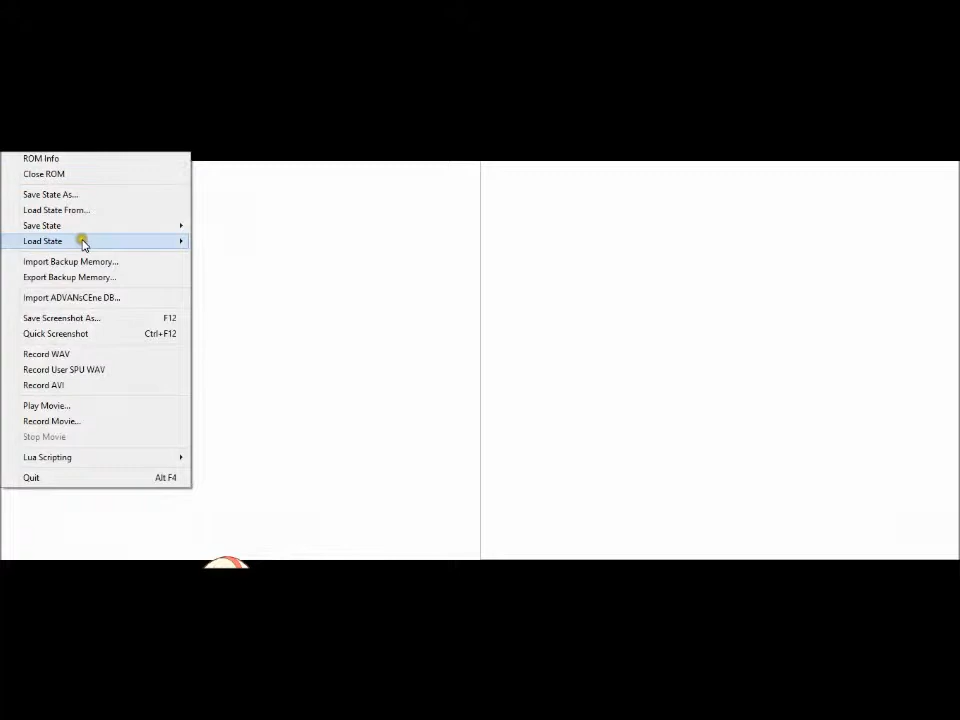 ROM Info
Close ROM
Save State As...
Load State From...
Save State
Load State
Import Backup Memory...
Export Backup Memory...
Import ADVANsCEne DB...
Save Screenshot As... F12
Quick Screenshot Ctrl+F12
Record WAV
Record User SPU WAV
Record AVI
Play Movie...
Record Movie...
Stop Movie
Lua Scripting
Quit Alt F4